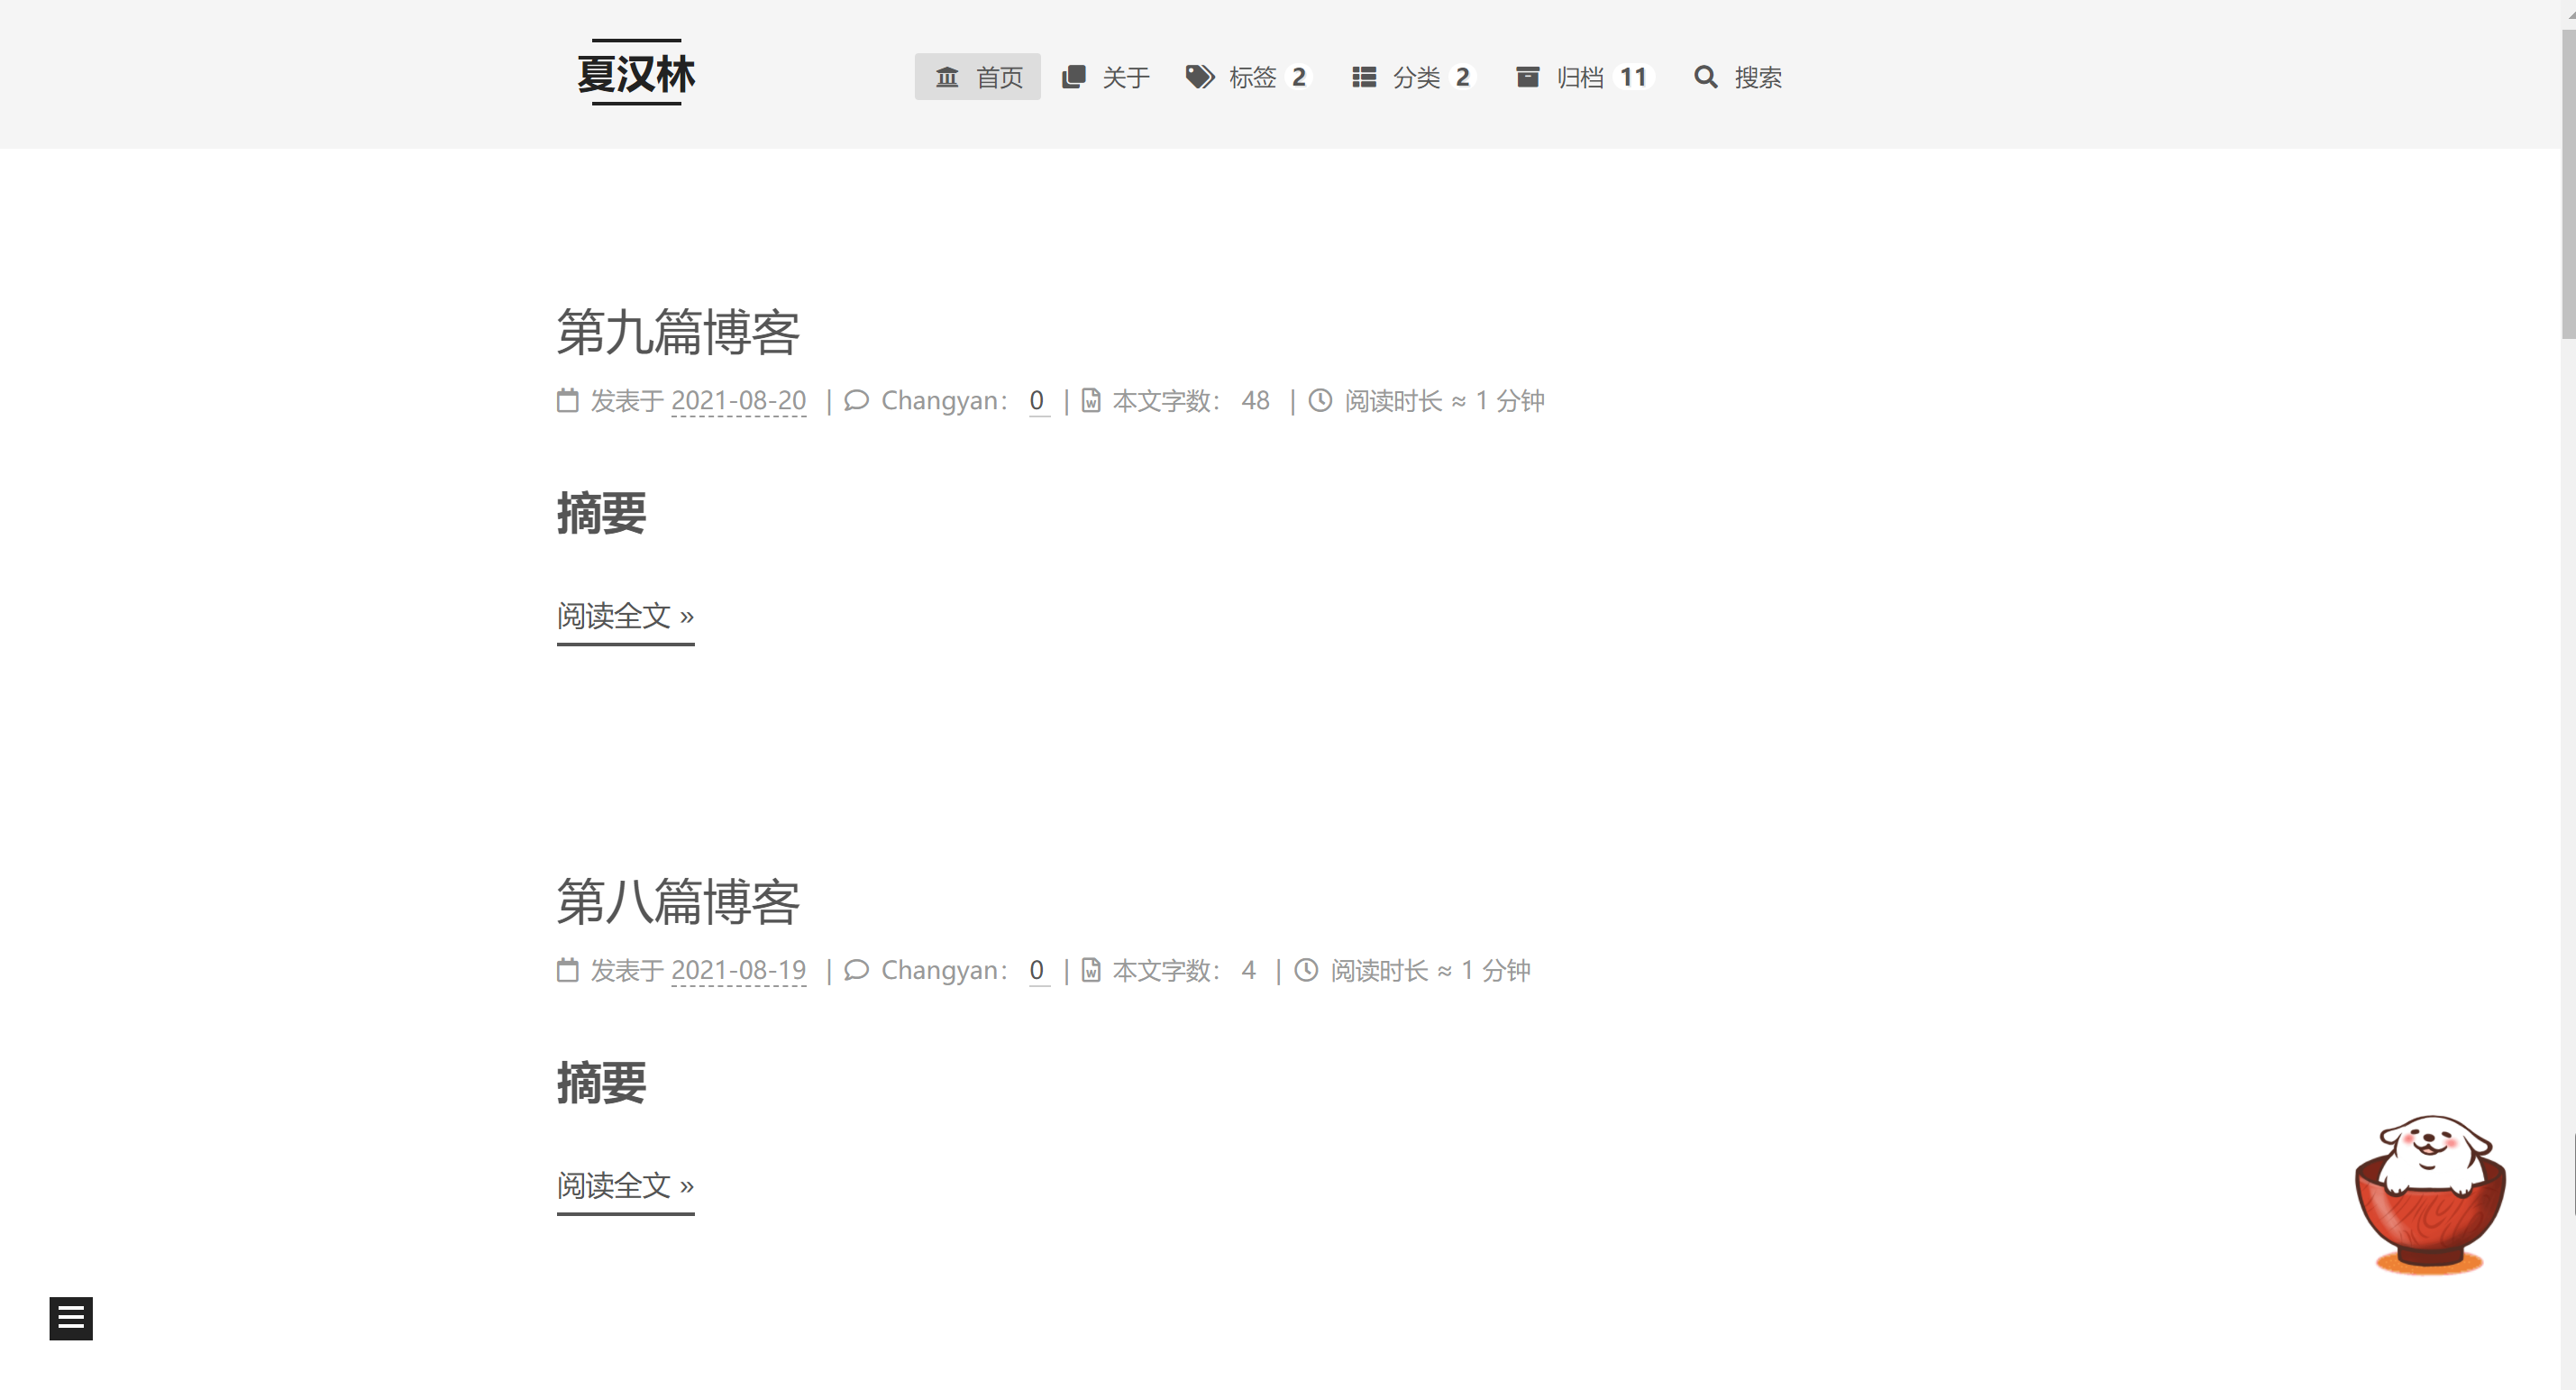 夏汉林
首页 关于 标签 2 分类 2 归档 11 搜索
第九篇博客
发表于 2021-08-20 | Changyan： 0 | 本文字数： 48 | 阅读时长 ≈ 1 分钟
摘要
阅读全文 »
第八篇博客
发表于 2021-08-19 | Changyan： 0 | 本文字数： 4 | 阅读时长 ≈ 1 分钟
摘要
阅读全文 »